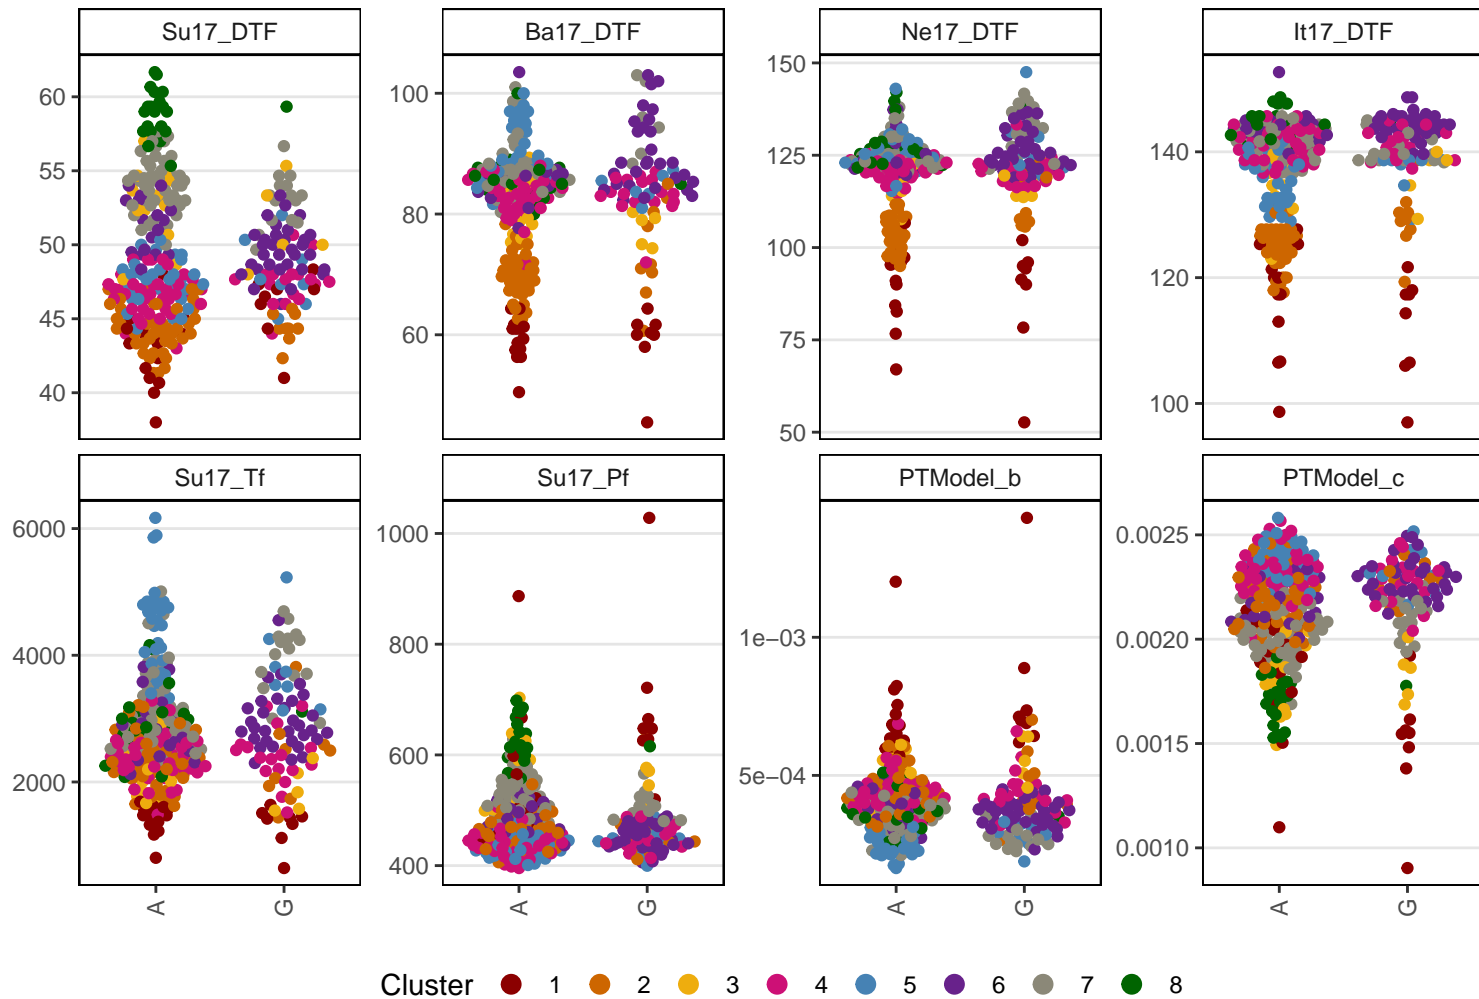 Su17_DTF Ba17_DTF Ne17_DTF It17_DTF
60 55 50 45 40
100 80 60
150 125 100 75 50
140 120 100
Su17_Tf Su17_Pf PTModel_b PTModel_c
6000 4000 2000
1000 800 600 400
1e−03 5e−04
0.0025 0.0020 0.0015 0.0010
A G A G A G A G
Cluster 1 2 3 4 5 6 7 8